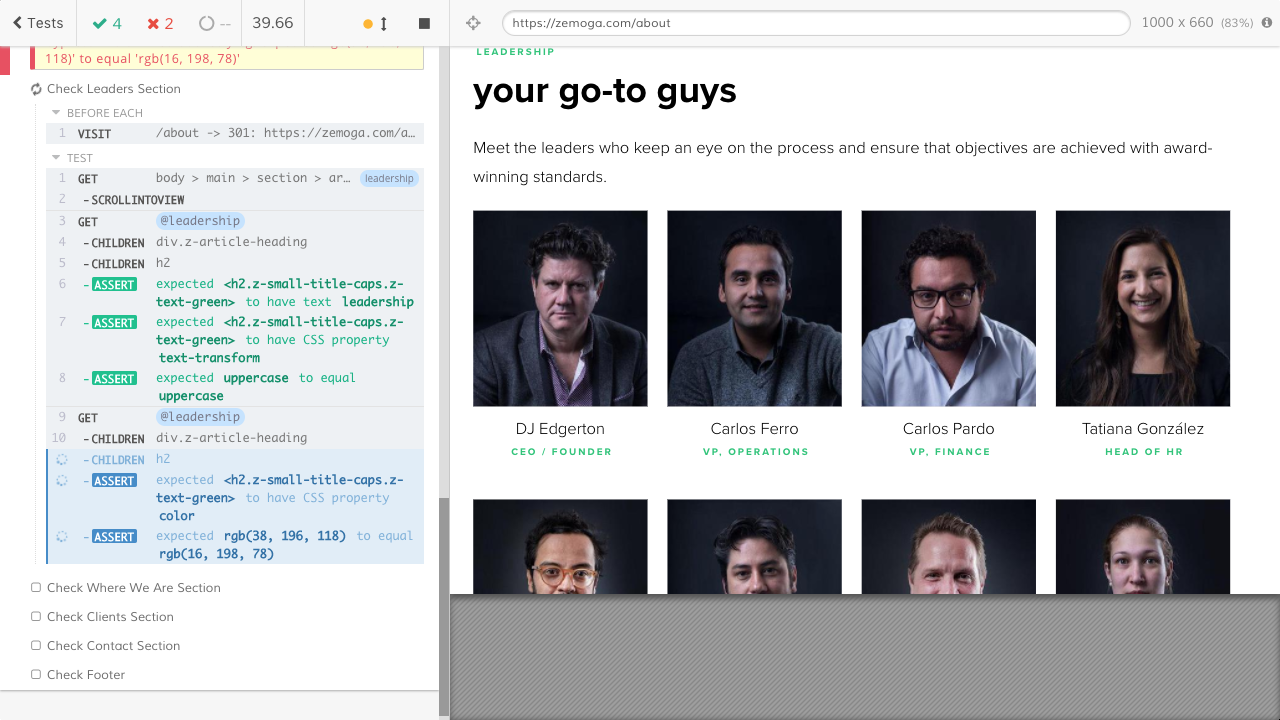 Tests
4
2
--
39.66
https://zemoga.com/about
1000 x 660 (83%)
118)' to equal 'rgb(16, 198, 78)'
Check Leaders Section
BEFORE EACH
1 VISIT /about -> 301: https://zemoga.com/a…
TEST
1 GET body > main > section > ar… leadership
2 -SCROLLINTOVIEW
3 GET @leadership
4 -CHILDREN div.z-article-heading
5 -CHILDREN h2
6 -ASSERT expected <h2.z-small-title-caps.z-
text-green> to have text leadership
7 -ASSERT expected <h2.z-small-title-caps.z-
text-green> to have CSS property
text-transform
8 -ASSERT expected uppercase to equal
uppercase
9 GET @leadership
10 -CHILDREN div.z-article-heading
-CHILDREN h2
-ASSERT expected <h2.z-small-title-caps.z-
text-green> to have CSS property
color
-ASSERT expected rgb(38, 196, 118) to equal
rgb(16, 198, 78)
Check Where We Are Section
Check Clients Section
Check Contact Section
Check Footer
LEADERSHIP
your go-to guys
Meet the leaders who keep an eye on the process and ensure that objectives are achieved with award-
winning standards.
DJ Edgerton
CEO / FOUNDER
Carlos Ferro
VP, OPERATIONS
Carlos Pardo
VP, FINANCE
Tatiana González
HEAD OF HR